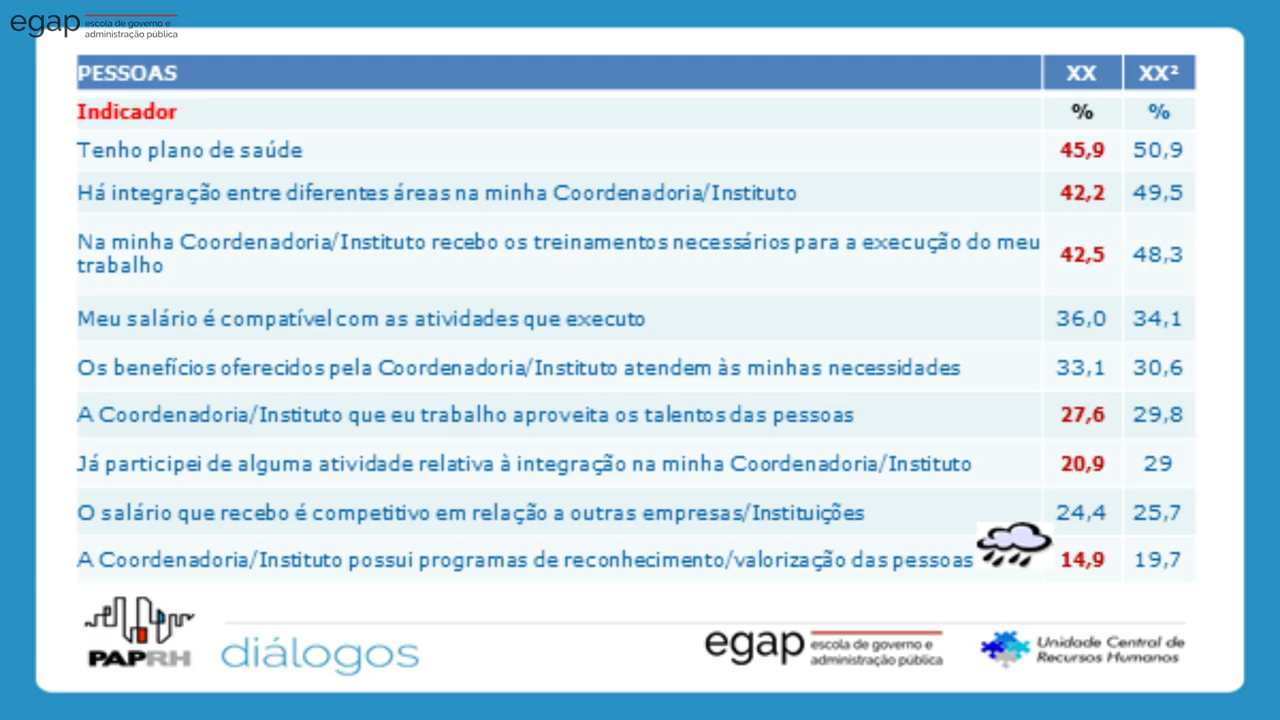 egap escola de governo e
administração pública
PESSOAS XX XX²
Indicador % %
Tenho plano de saúde 45,9 50,9
Há integração entre diferentes áreas na minha Coordenadoria/Instituto 42,2 49,5
Na minha Coordenadoria/Instituto recebo os treinamentos necessários para a execução do meu
trabalho 42,5 48,3
Meu salário é compatível com as atividades que executo 36,0 34,1
Os benefícios oferecidos pela Coordenadoria/Instituto atendem às minhas necessidades 33,1 30,6
A Coordenadoria/Instituto que eu trabalho aproveita os talentos das pessoas 27,6 29,8
Já participei de alguma atividade relativa à integração na minha Coordenadoria/Instituto 20,9 29
O salário que recebo é competitivo em relação a outras empresas/Instituições 24,4 25,7
A Coordenadoria/Instituto possui programas de reconhecimento/valorização das pessoas 14,9 19,7
PAPRH
diálogos
egap escola de governo e
administração pública
Unidade Central de
Recursos Humanos